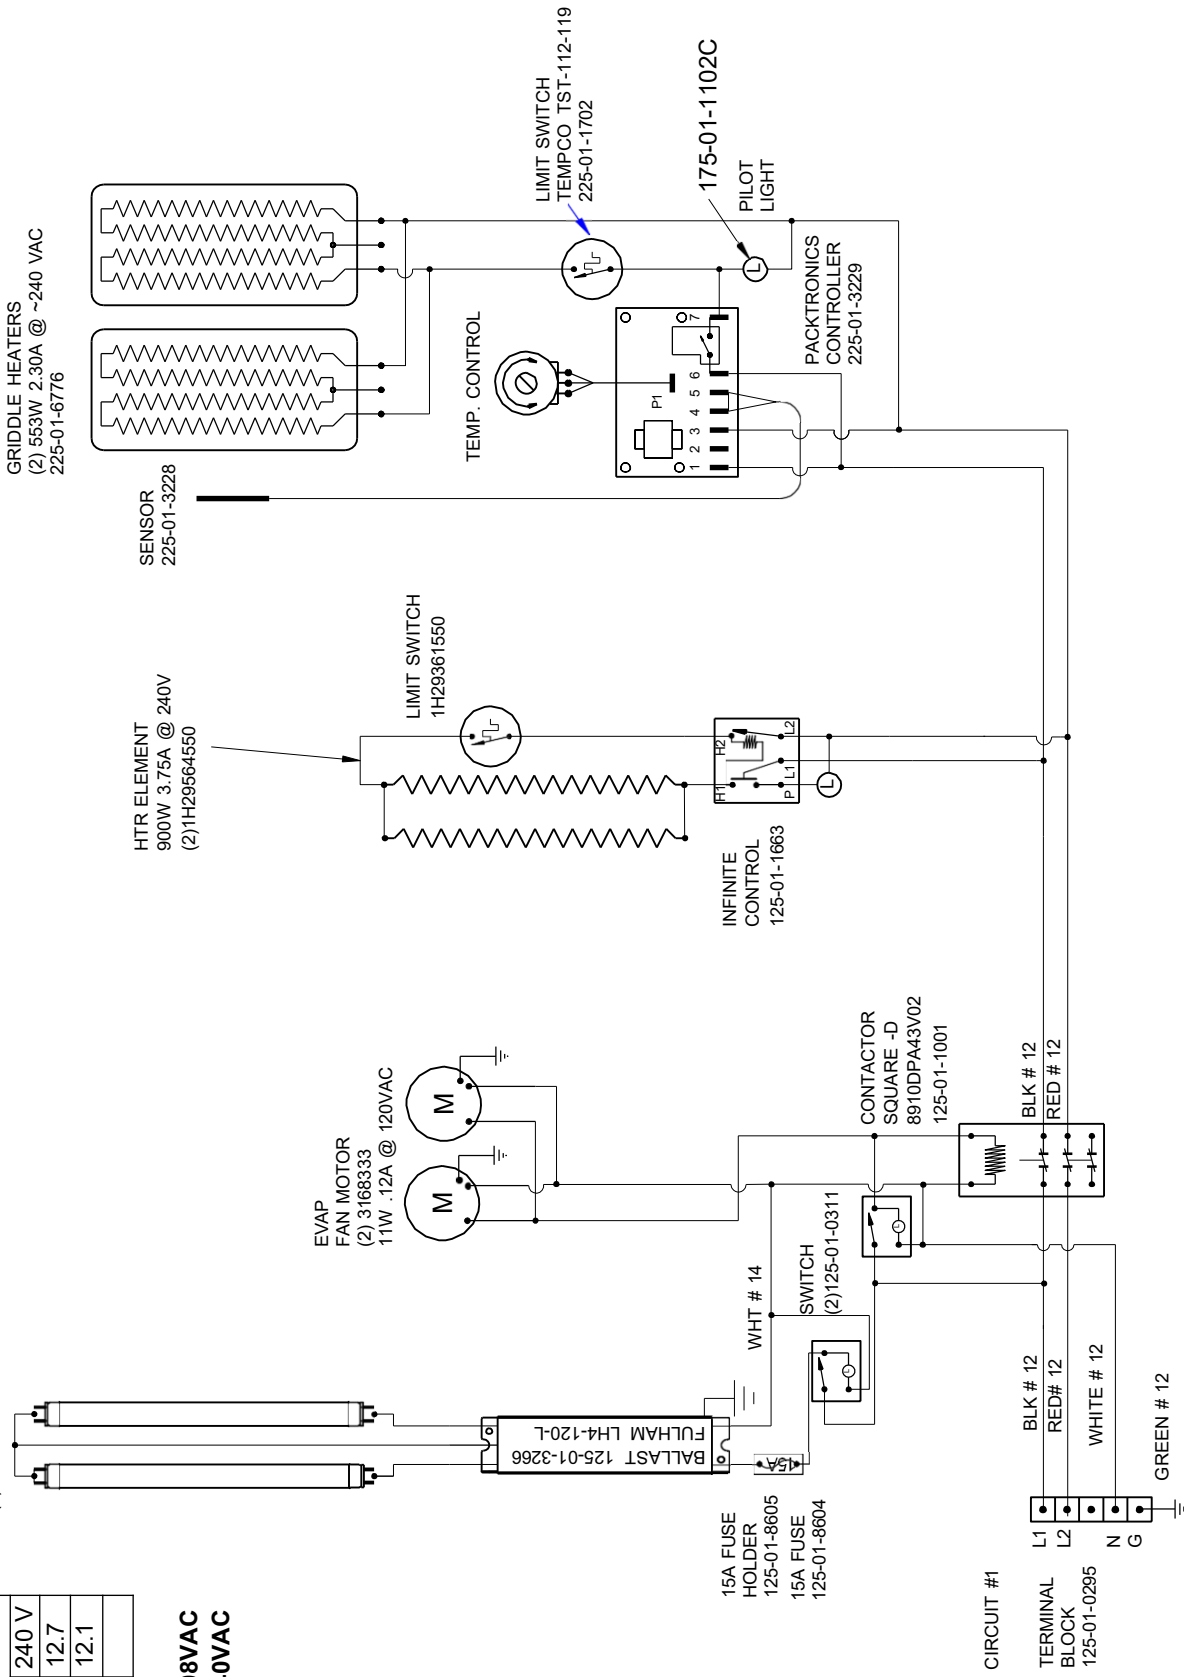 GRIDDLE HEATERS
(2) 553W 2.30A @ ~240 VAC
225-01-6776
SENSOR
225-01-3228
TEMP. CONTROL
LIMIT SWITCH
TEMPCO TST-112-119
225-01-1702
175-01-1102C
PILOT
LIGHT
L
PACKTRONICS
CONTROLLER
225-01-3229
P1
1
2
3
4
5
6
7
HTR ELEMENT
900W 3.75A @ 240V
(2)1H29564550
LIMIT SWITCH
1H29361550
INFINITE
CONTROL
125-01-1663
H1
H2
P
L1
L2
L
EVAP
FAN MOTOR
(2) 3168333
11W .12A @ 120VAC
M
M
CONTACTOR
SQUARE -D
8910DPA43V02
125-01-1001
BLK # 12
RED # 12
SWITCH
(2)125-01-0311
L
L
WHT # 14
BALLAST 125-01-3266
FULHAM LH4-120-L
15A
15A FUSE
HOLDER
125-01-8605
15A FUSE
125-01-8604
BLK # 12
RED# 12
WHITE # 12
GREEN # 12
CIRCUIT #1
TERMINAL
BLOCK
125-01-0295
L1
L2
N
G
240 V
12.7
12.1